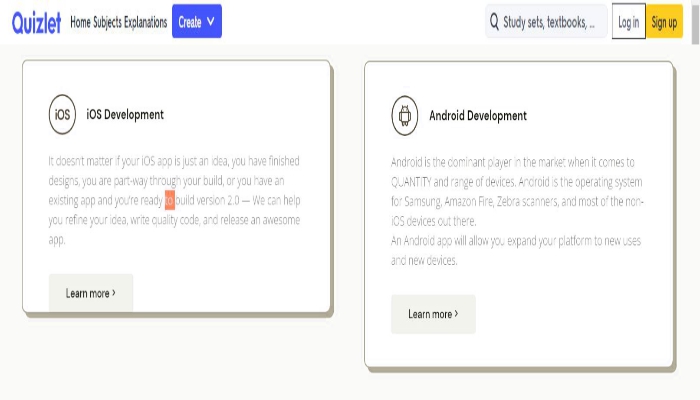 Quizlet Home Subjects Explanations Create Study sets, textbooks, ... Log in Sign up
iOS iOS Development
It doesn't matter if your iOS app is just an idea, you have finished
designs, you are part-way through your build, or you have an
existing app and you're ready to build version 2.0 — We can help
you refine your idea, write quality code, and release an awesome
app.
Learn more >
Android Development
Android is the dominant player in the market when it comes to
QUANTITY and range of devices. Android is the operating system
for Samsung, Amazon Fire, Zebra scanners, and most of the non-
iOS devices out there.
An Android app will allow you expand your platform to new uses
and new devices.
Learn more >